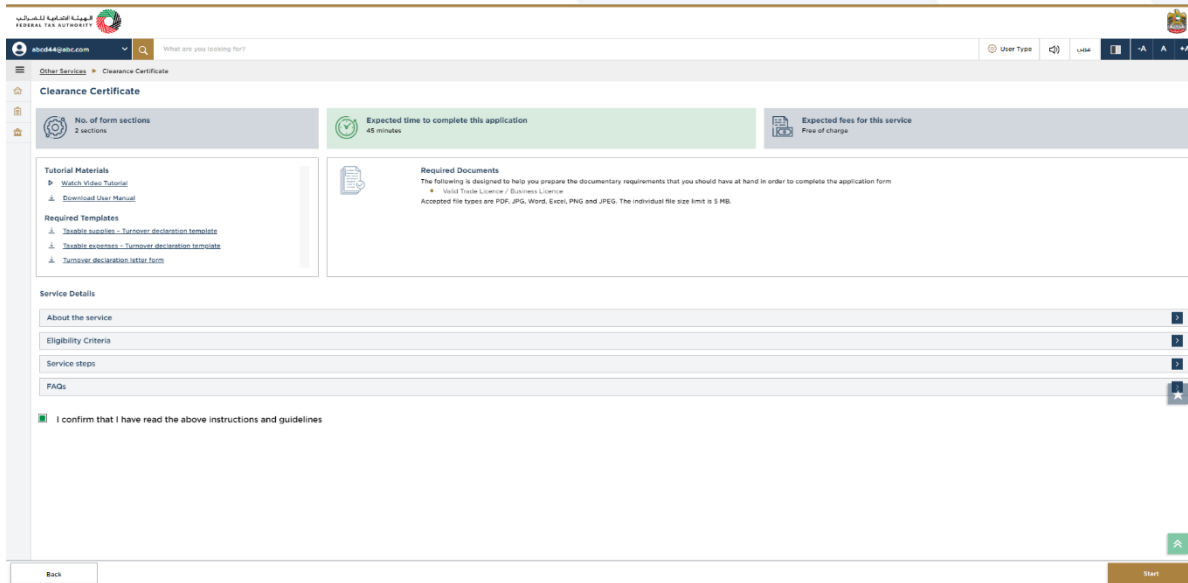 الهيئة الاتحادية للضرائب
FEDERAL TAX AUTHORITY
abcd44@abc.com
What are you looking for?
User Type
عربي
-A
A
+A
Other Services
Clearance Certificate
Clearance Certificate
No. of form sections
2 sections
Expected time to complete this application
45 minutes
Expected fees for this service
Free of charge
Tutorial Materials
Watch Video Tutorial
Download User Manual
Required Templates
Taxable supplies - Turnover declaration template
Taxable expenses - Turnover declaration template
Turnover declaration letter form
Required Documents
The following is designed to help you prepare the documentary requirements that you should have at hand in order to complete the application form
Valid Trade Licence / Business Licence
Accepted file types are PDF, JPG, Word, Excel, PNG and JPEG. The individual file size limit is 5 MB.
Service Details
About the service
Eligibility Criteria
Service steps
FAQs
I confirm that I have read the above instructions and guidelines
Back
Start